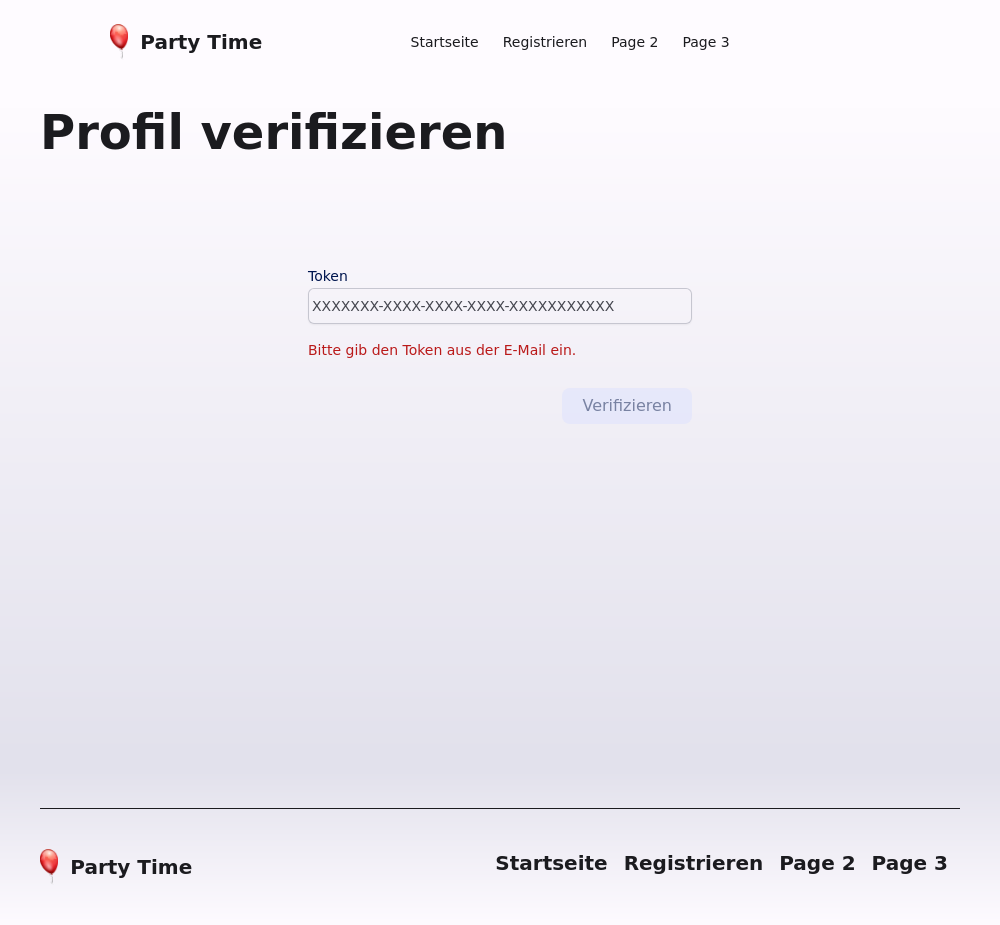 Party Time
Startseite Registrieren Page 2 Page 3
Profil verifizieren
Token
XXXXXXX-XXXX-XXXX-XXXX-XXXXXXXXXXX
Bitte gib den Token aus der E-Mail ein.
Verifizieren
Party Time
Startseite Registrieren Page 2 Page 3